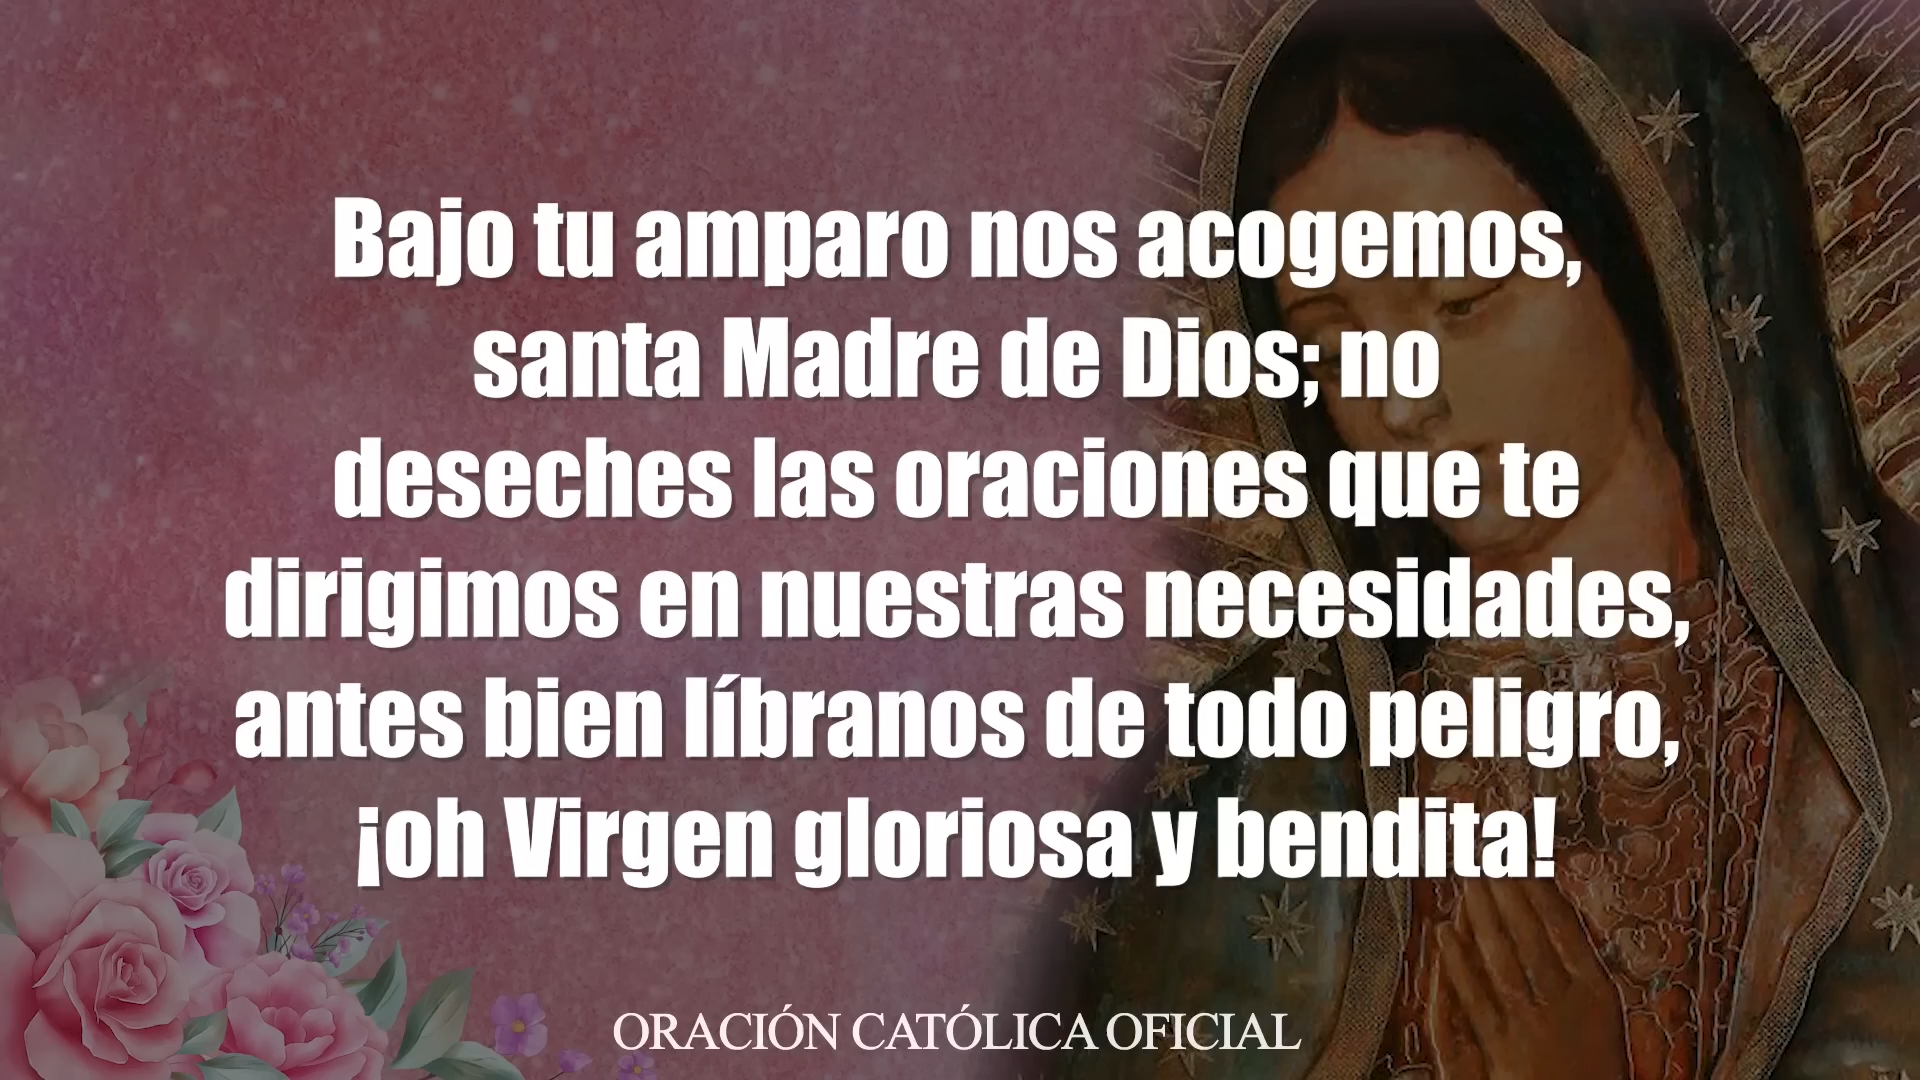 Bajo tu amparo nos acogemos,
santa Madre de Dios; no
deseches las oraciones que te
dirigimos en nuestras necesidades,
antes bien líbranos de todo peligro,
¡oh Virgen gloriosa y bendita!
ORACIÓN CATÓLICA OFICIAL